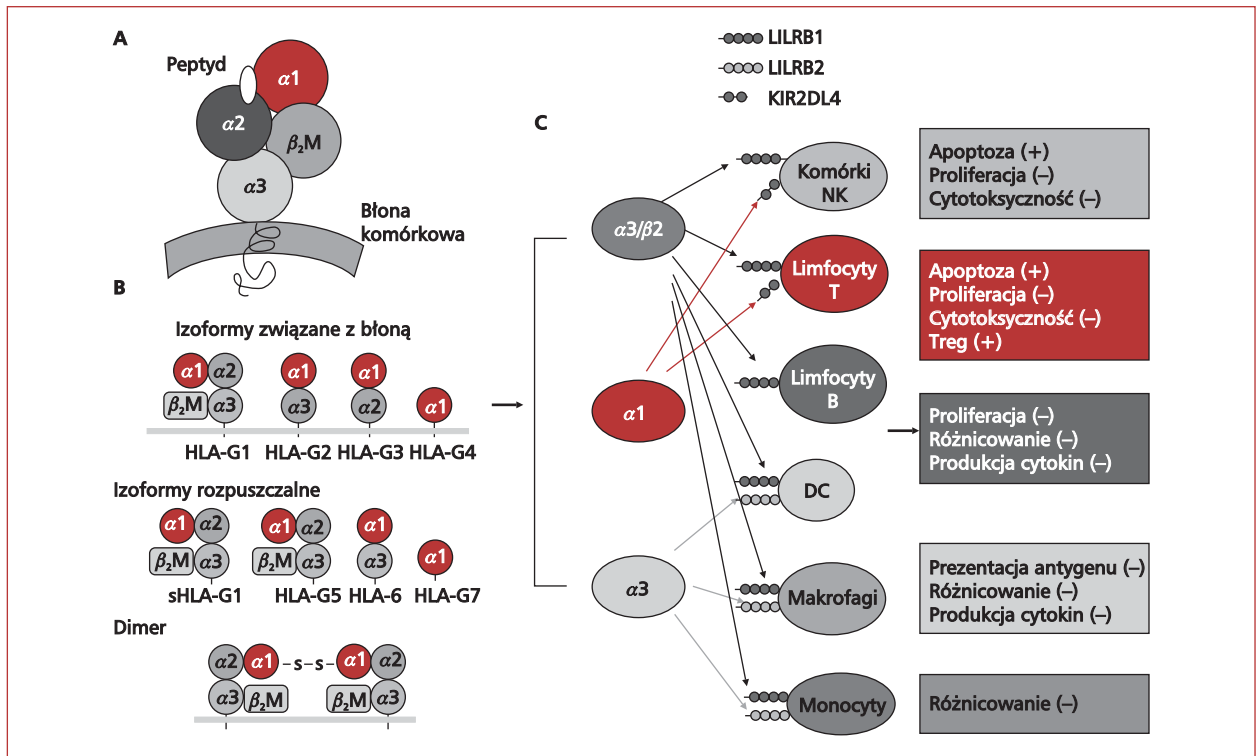 A
Peptyd
α1
α2
β₂M
α3
Błona
komórkowa
B
Izoformy związane z błoną
α1 α2 α1 α1
β₂M α3 α3 α2 α1
HLA-G1 HLA-G2 HLA-G3 HLA-G4
Izoformy rozpuszczalne
α1 α2 α1 α2 α1
β₂M α3 β₂M α3 α3 α1
sHLA-G1 HLA-G5 HLA-6 HLA-G7
Dimer
α2 α1 –s–s– α1 α2
α3 β₂M β₂M α3
LILRB1
LILRB2
KIR2DL4
C
α3/β2
α1
α3
Komórki
NK
Limfocyty
T
Limfocyty
B
DC
Makrofagi
Monocyty
Apoptoza (+)
Proliferacja (–)
Cytotoksyczność (–)
Apoptoza (+)
Proliferacja (–)
Cytotoksyczność (–)
Treg (+)
Proliferacja (–)
Różnicowanie (–)
Produkcja cytokin (–)
Prezentacja antygenu (–)
Różnicowanie (–)
Produkcja cytokin (–)
Różnicowanie (–)